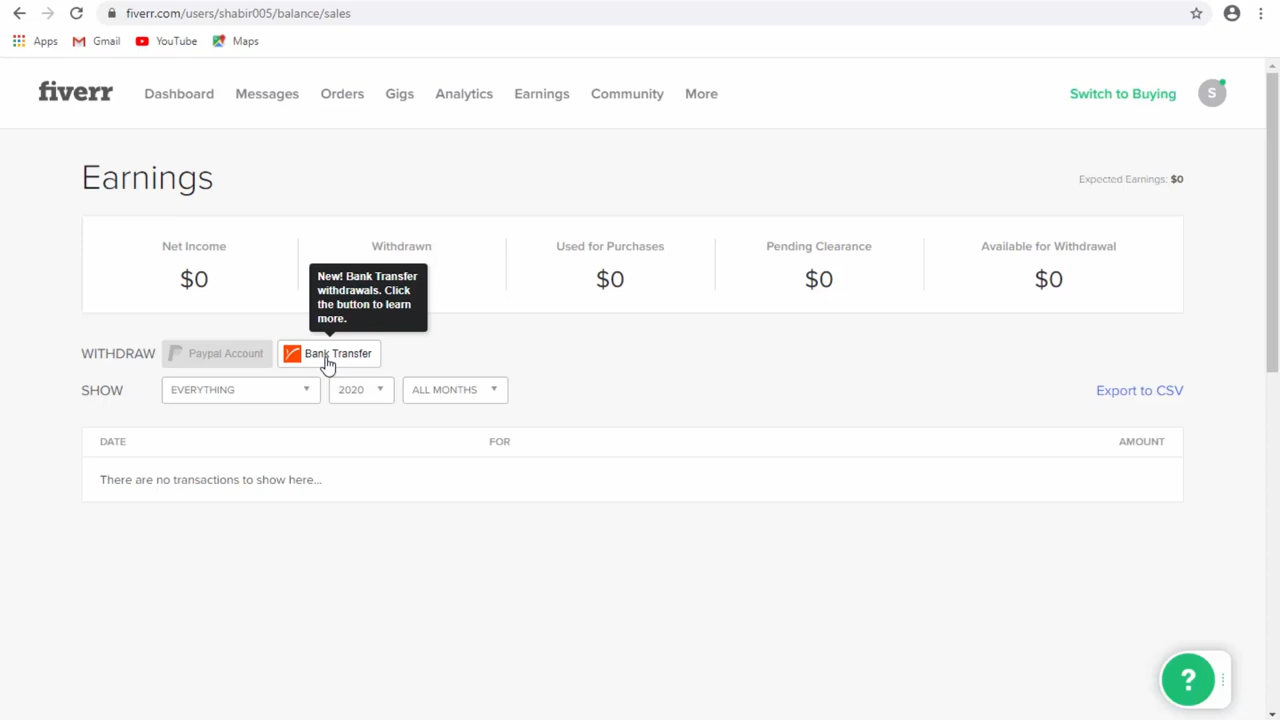 fiverr.com/users/shabir005/balance/sales
Apps Gmail YouTube Maps
fiverr Dashboard Messages Orders Gigs Analytics Earnings Community More Switch to Buying S
Earnings
Expected Earnings: $0
Net Income Withdrawn Used for Purchases Pending Clearance Available for Withdrawal
$0 $0 $0 $0
New! Bank Transfer
withdrawals. Click
the button to learn
more.
WITHDRAW Paypal Account Bank Transfer
SHOW EVERYTHING 2020 ALL MONTHS Export to CSV
DATE FOR AMOUNT
There are no transactions to show here...
?